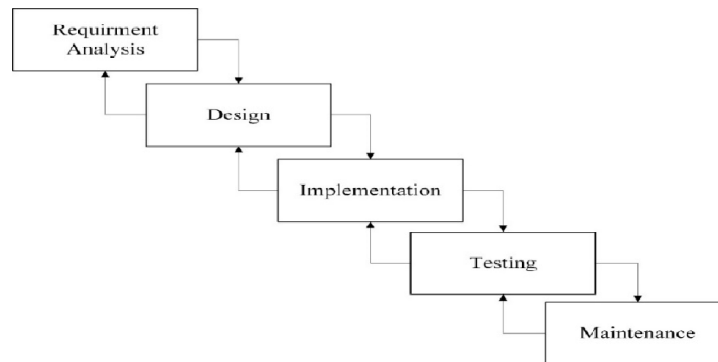 Requirment
Analysis
Design
Implementation
Testing
Maintenance